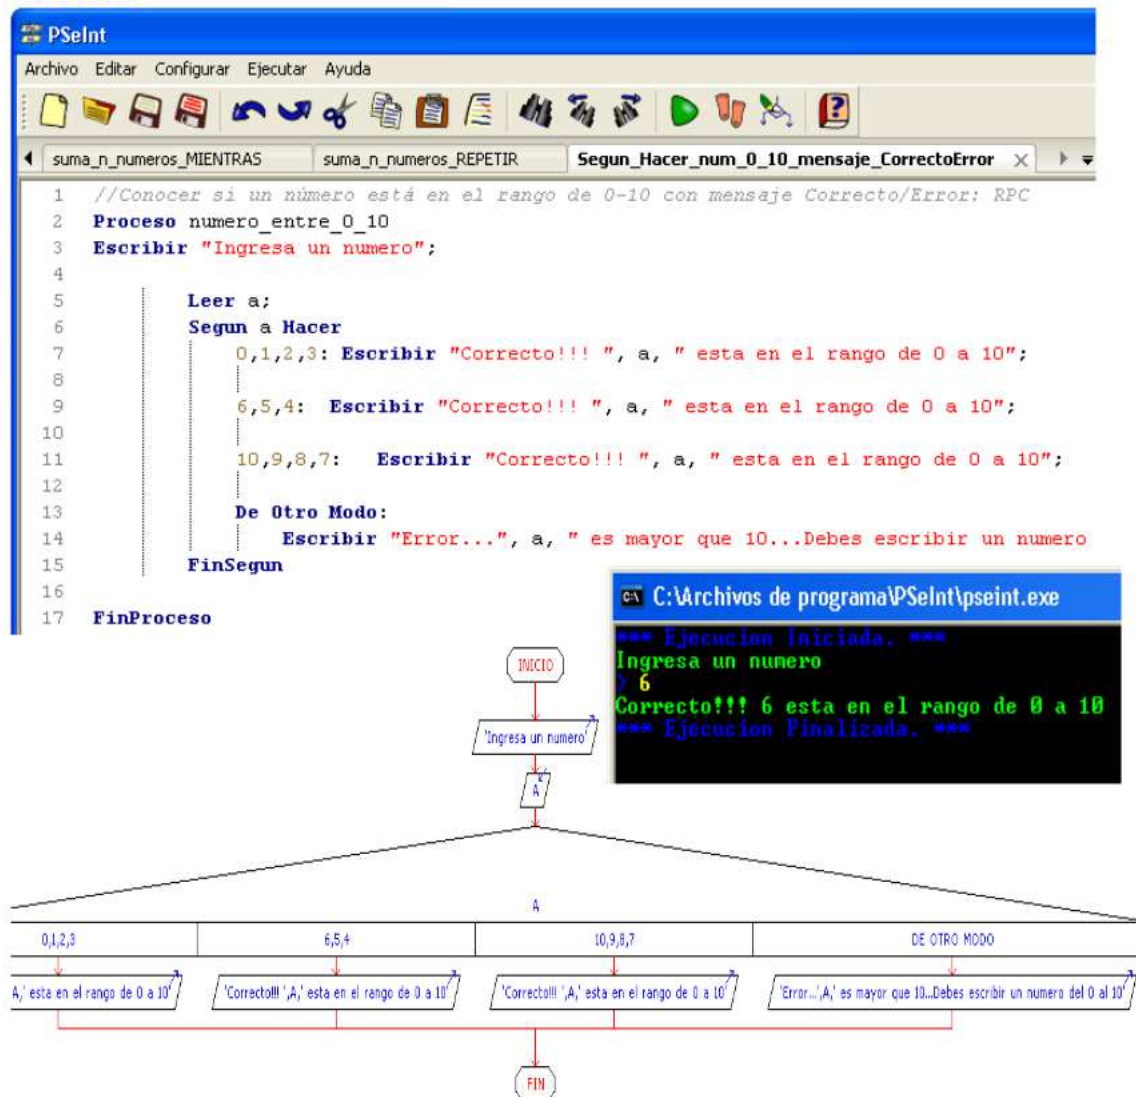 PSeInt
Archivo Editar Configurar Ejecutar Ayuda
suma_n_numeros_MIENTRAS suma_n_numeros_REPETIR Segun_Hacer_num_0_10_mensaje_CorrectoError
1 //Conocer si un número está en el rango de 0-10 con mensaje Correcto/Error: RPC
2 Proceso numero_entre_0_10
3 Escribir "Ingresa un numero";
4
5 Leer a;
6 Segun a Hacer
7 0,1,2,3: Escribir "Correcto!!! ", a, " esta en el rango de 0 a 10";
8
9 6,5,4: Escribir "Correcto!!! ", a, " esta en el rango de 0 a 10";
10
11 10,9,8,7: Escribir "Correcto!!! ", a, " esta en el rango de 0 a 10";
12
13 De Otro Modo:
14 Escribir "Error...", a, " es mayor que 10...Debes escribir un numero
15 FinSegun
16
17 FinProceso
C:\Archivos de programa\PSeInt\pseint.exe
*** Ejecucion Iniciada. ***
Ingresa un numero
> 6
Correcto!!! 6 esta en el rango de 0 a 10
*** Ejecucion Finalizada. ***
INICIO
'Ingresa un numero'
A
A
0,1,2,3 6,5,4 10,9,8,7 DE OTRO MODO
A,' esta en el rango de 0 a 10' 'Correcto!!! ',A,' esta en el rango de 0 a 10' 'Correcto!!! ',A,' esta en el rango de 0 a 10' 'Error...',A,' es mayor que 10...Debes escribir un numero del 0 al 10'
FIN